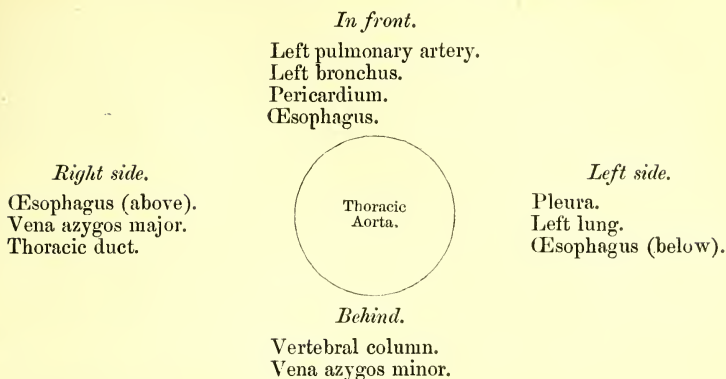 In front.
Left pulmonary artery.
Left bronchus.
Pericardium.
Œsophagus.
Right side.
Œsophagus (above).
Vena azygos major.
Thoracic duct.
Thoracic
Aorta.
Left side.
Pleura.
Left lung.
Œsophagus (below).
Behind.
Vertebral column.
Vena azygos minor.